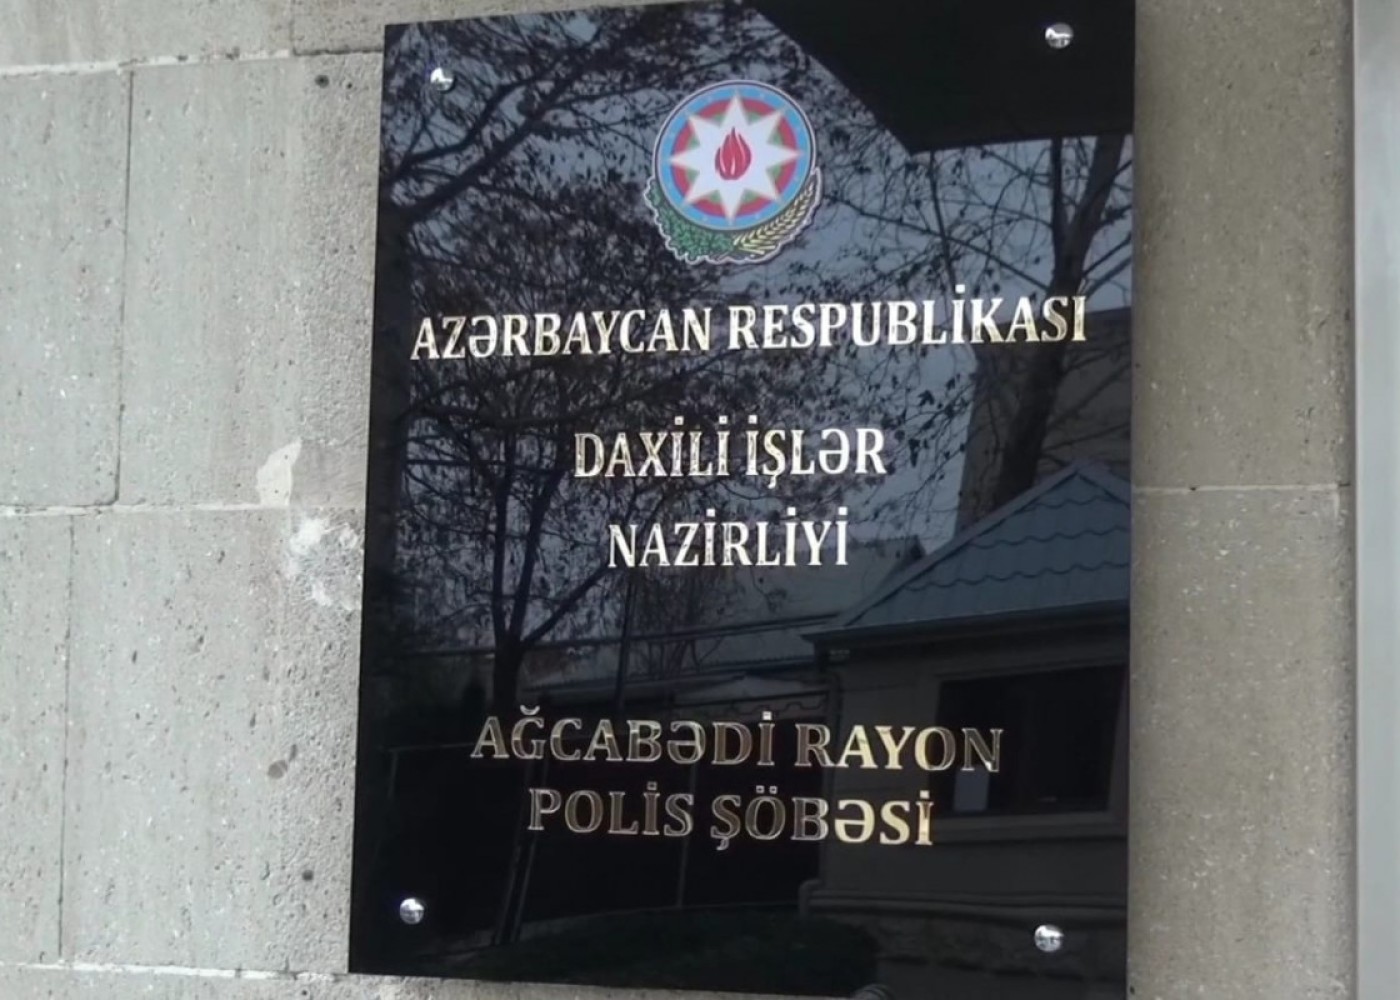 AZƏRBAYCAN RESPUBLİKASI
DAXİLİ İŞLƏR
NAZİRLİYİ
AĞCABƏDİ RAYON
POLİS ŞÖBƏSİ